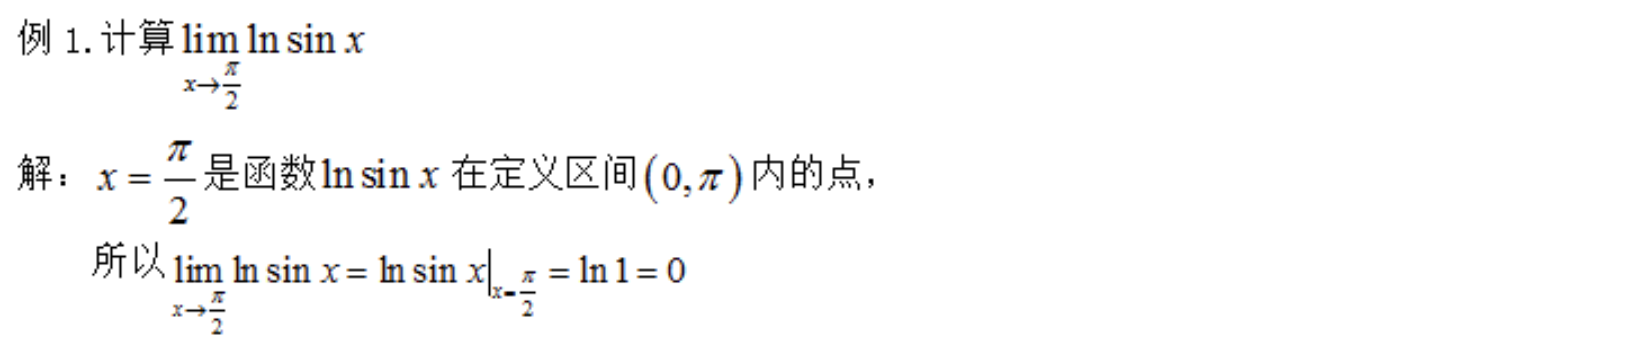 例 1.计算 $\lim_{x \to \frac{\pi}{2}} \ln \sin x$
解：$x = \frac{\pi}{2}$ 是函数 $\ln \sin x$ 在定义区间 $(0, \pi)$ 内的点，
所以 $\lim_{x \to \frac{\pi}{2}} \ln \sin x = \ln \sin x \big|_{x = \frac{\pi}{2}} = \ln 1 = 0$